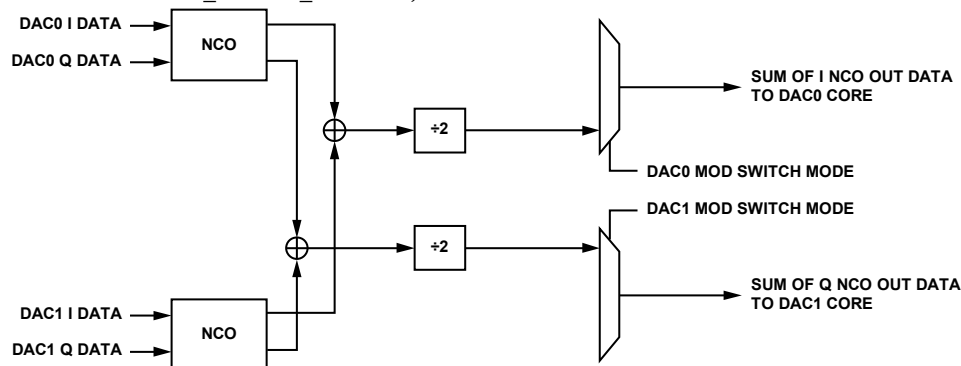 DAC0 I DATA
DAC0 Q DATA
NCO
SUM OF I NCO OUT DATA
TO DAC0 CORE
÷2
DAC0 MOD SWITCH MODE
DAC1 MOD SWITCH MODE
÷2
SUM OF Q NCO OUT DATA
TO DAC1 CORE
DAC1 I DATA
DAC1 Q DATA
NCO